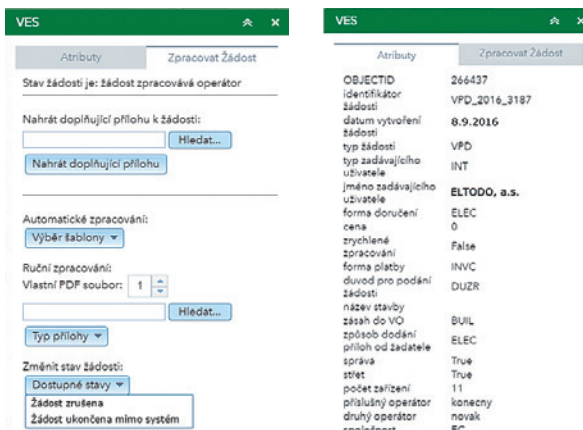 VES
Atributy Zpracovat Žádost
Stav žádosti je: žádost zpracovává operátor
Nahrát doplňující přílohu k žádosti:
Hledat...
Nahrát doplňující přílohu
Automatické zpracování:
Výběr šablony
Ruční zpracování:
Vlastní PDF soubor: 1
Hledat...
Typ přílohy
Změnit stav žádosti:
Dostupné stavy
Žádost zrušena
Žádost ukončena mimo systém
VES
Atributy Zpracovat Žádost
OBJECTID 266437
identifikátor
žádosti VPD_2016_3187
datum vytvoření
žádosti 8.9.2016
typ žádosti VPD
typ zadávajícího
uživatele INT
jméno zadávajícího
uživatele ELTODO, a.s.
forma doručení ELEC
cena 0
zrychlené
zpracování False
forma platby INVC
duvod pro podání
žádosti DUZR
název stavby
zásah do VO BUIL
způsob dodání
příloh od žadatele ELEC
správa True
střet True
počet zařízení 11
příslušný operátor konecny
druhý operátor novak
společnost EC